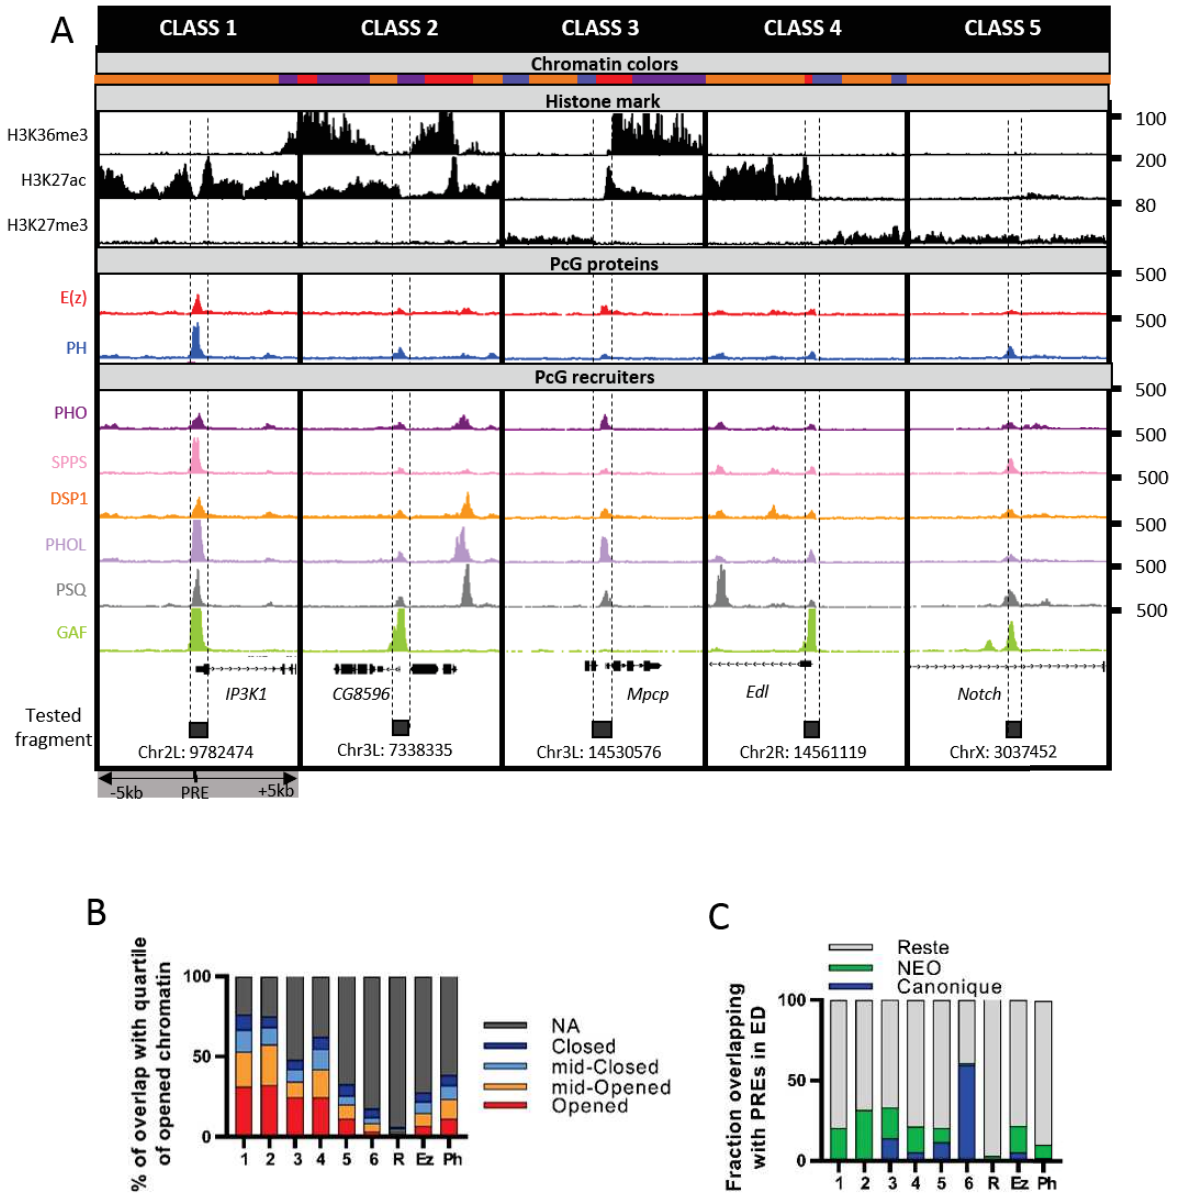 A
CLASS 1 CLASS 2 CLASS 3 CLASS 4 CLASS 5
Chromatin colors
Histone mark
H3K36me3 100
200
H3K27ac
80
H3K27me3
PcG proteins
500
E(z)
500
PH
PcG recruiters
500
PHO
500
SPPS
500
DSP1
500
PHOL
500
PSQ
500
GAF
IP3K1 CG8596 Mpcp Edl Notch
Tested
fragment
Chr2L: 9782474 Chr3L: 7338335 Chr3L: 14530576 Chr2R: 14561119 ChrX: 3037452
-5kb PRE +5kb
B
% of overlap with quartile
of opened chromatin
100
50
0
1 2 3 4 5 6 R Ez Ph
NA
Closed
mid-Closed
mid-Opened
Opened
C
Reste
NEO
Canonique
Fraction overlapping
with PREs in ED
100
50
0
1 2 3 4 5 6 R Ez Ph